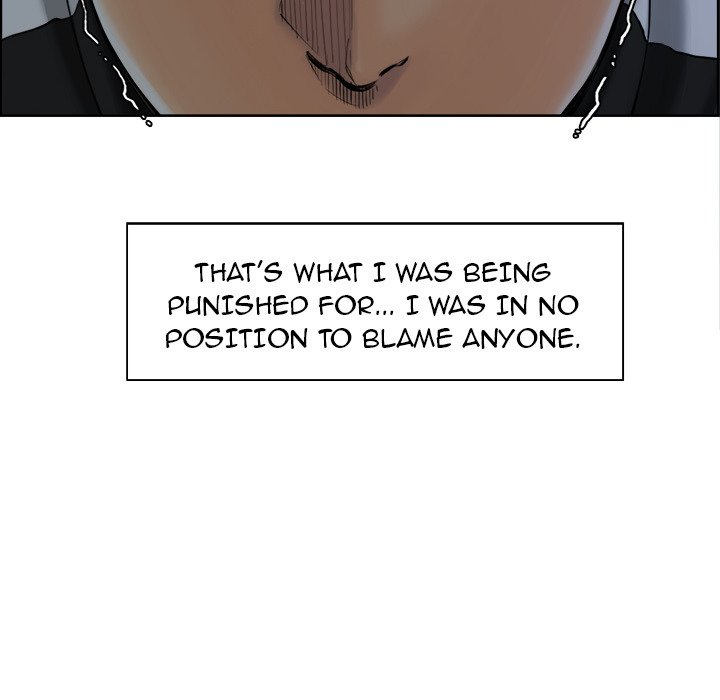 THAT'S WHAT I WAS BEING
PUNISHED FOR... I WAS IN NO
POSITION TO BLAME ANYONE.